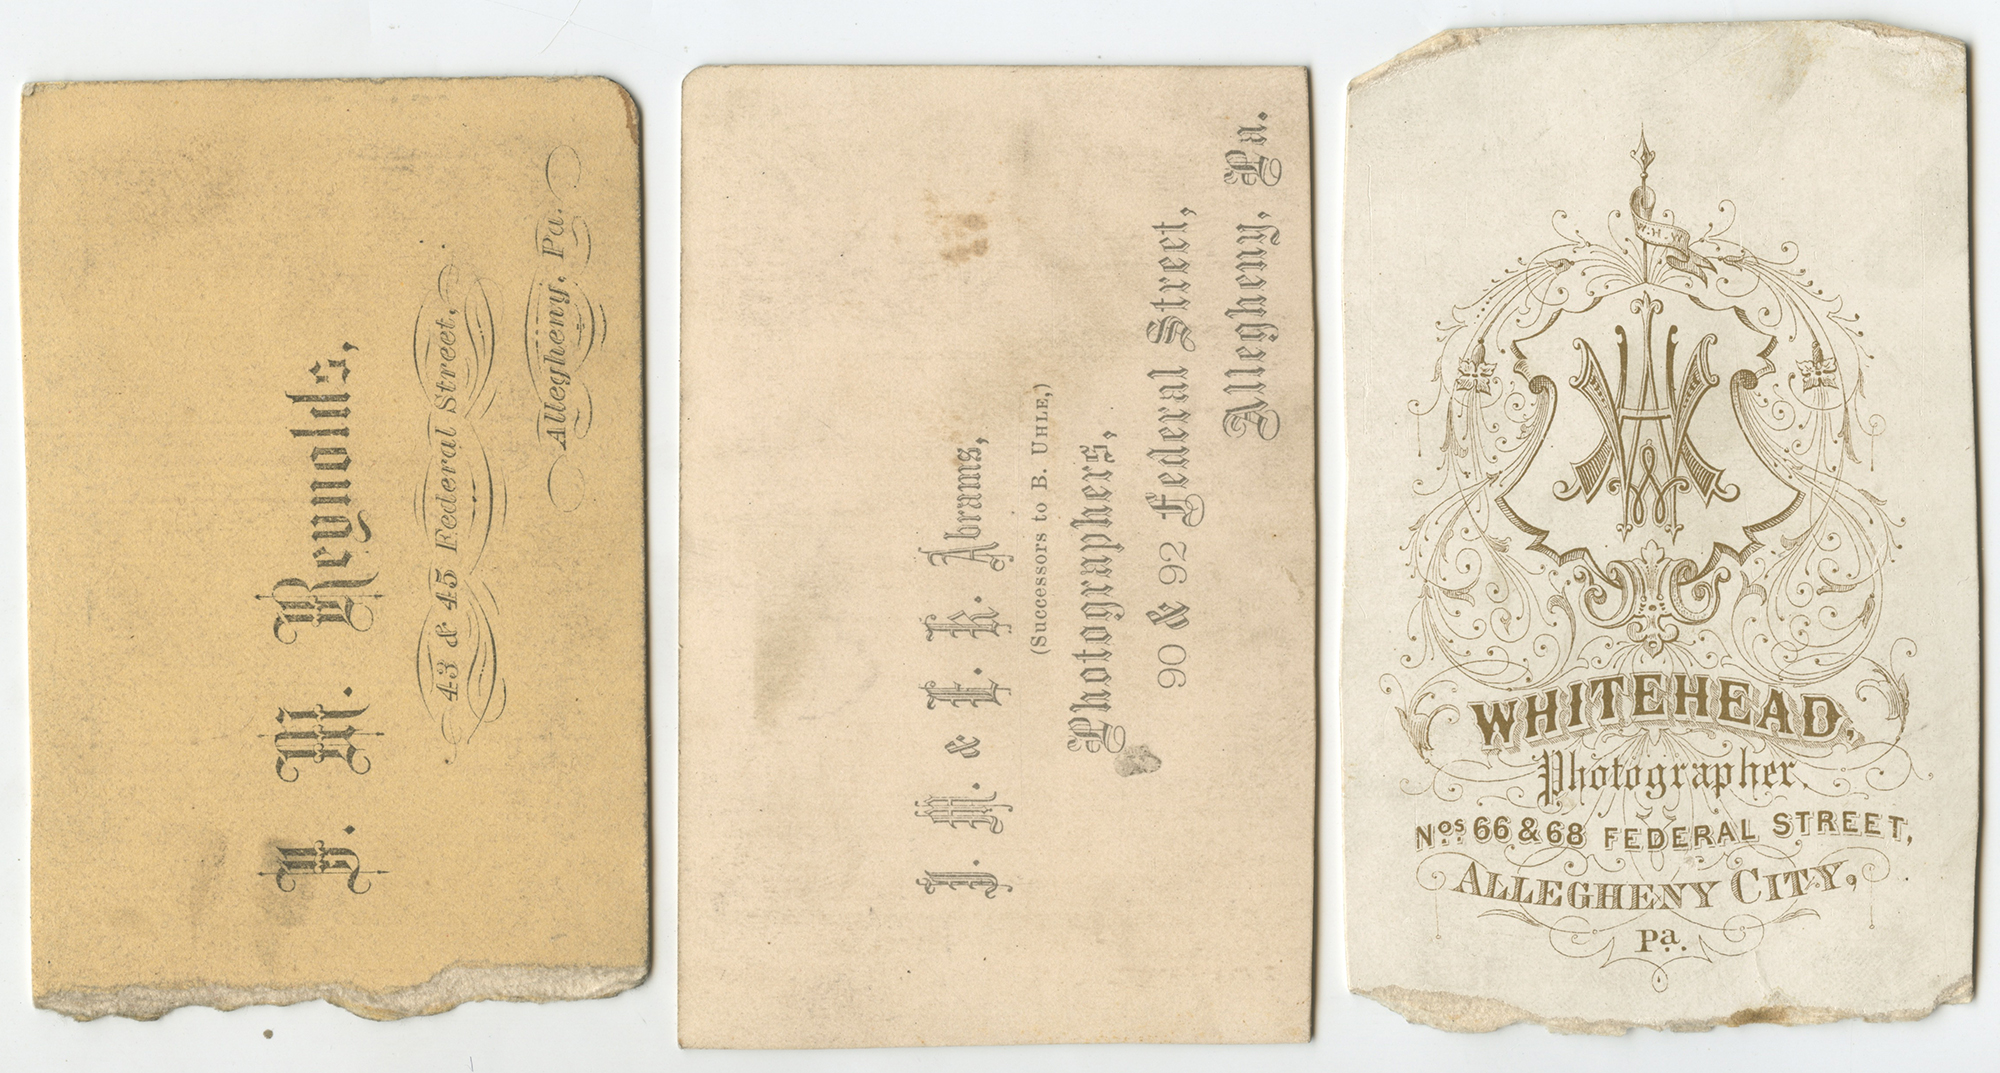 M. Reynolds,
43 & 45 Federal Street,
Allegheny, Pa.
J. M. & L. R. Abrams,
(Successors to B. UHLE,)
Photographers,
90 & 92 Federal Street,
Allegheny, Pa.
W.H.W
WHITEHEAD,
Photographer.
Nos. 66 & 68 FEDERAL STREET,
ALLEGHENY CITY,
Pa.